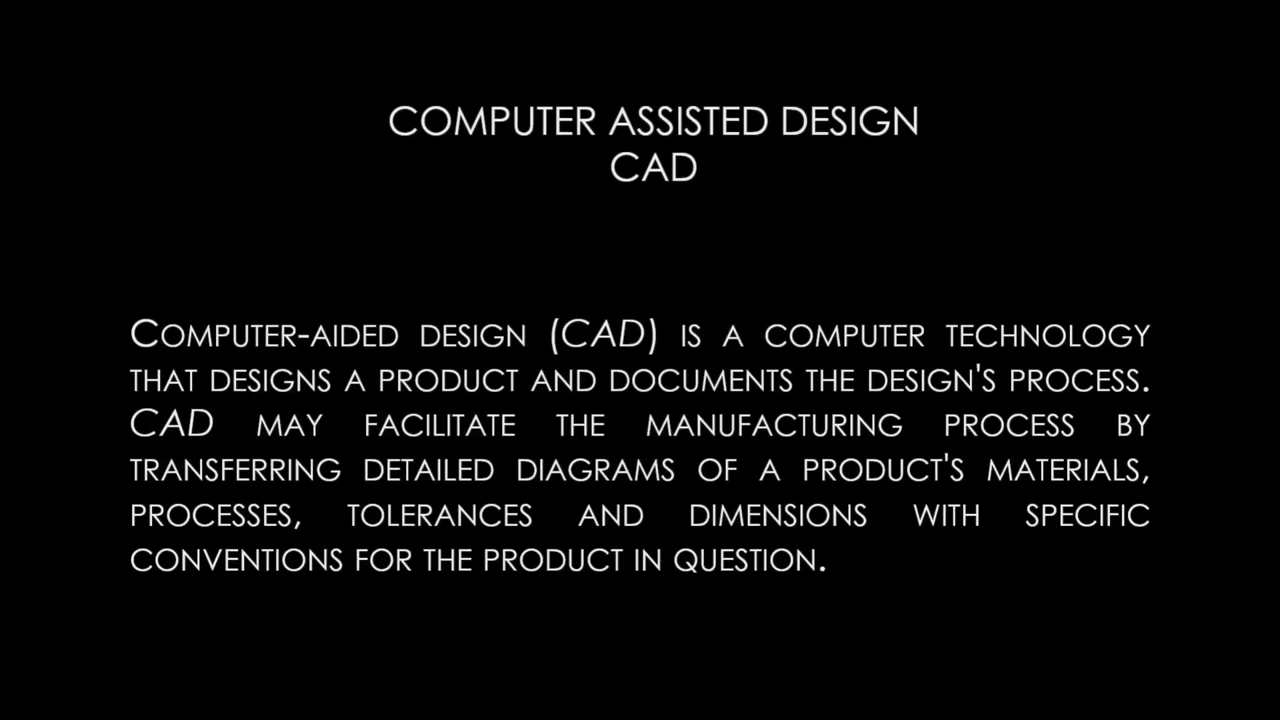 COMPUTER ASSISTED DESIGN
CAD
COMPUTER-AIDED DESIGN (CAD) IS A COMPUTER TECHNOLOGY
THAT DESIGNS A PRODUCT AND DOCUMENTS THE DESIGN'S PROCESS.
CAD MAY FACILITATE THE MANUFACTURING PROCESS BY
TRANSFERRING DETAILED DIAGRAMS OF A PRODUCT'S MATERIALS,
PROCESSES, TOLERANCES AND DIMENSIONS WITH SPECIFIC
CONVENTIONS FOR THE PRODUCT IN QUESTION.